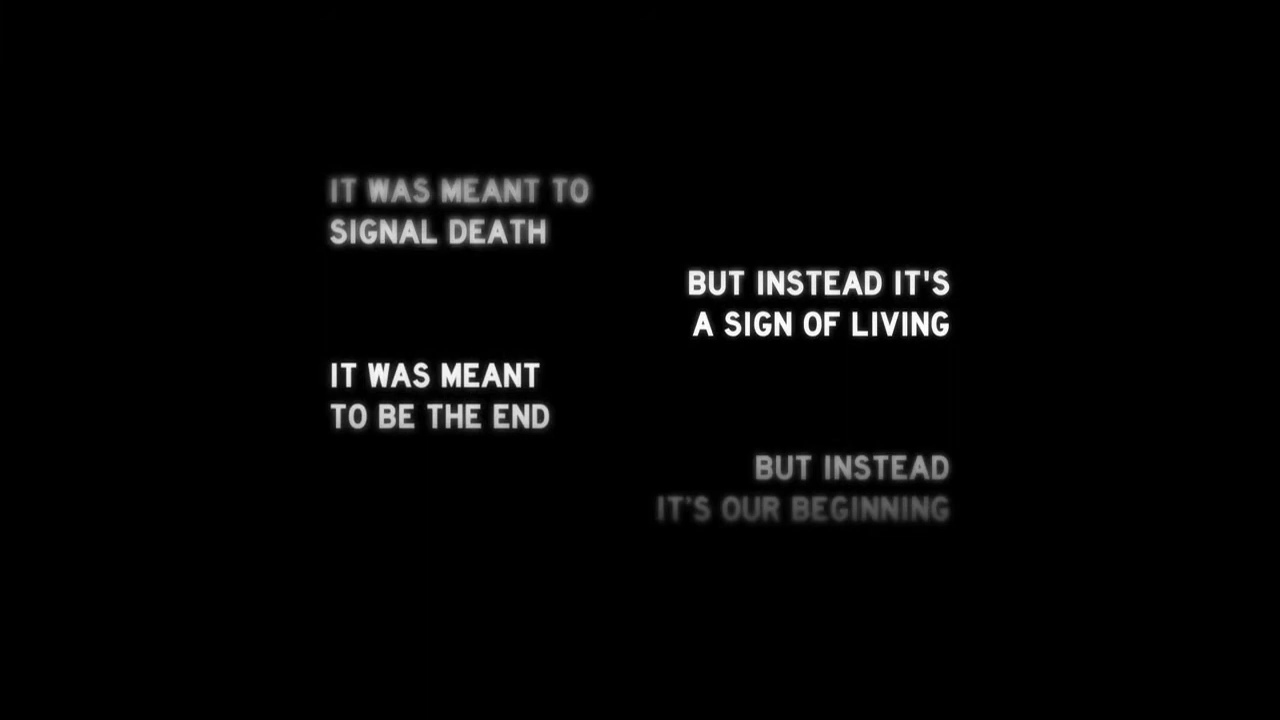 IT WAS MEANT TO
SIGNAL DEATH
BUT INSTEAD IT'S
A SIGN OF LIVING
IT WAS MEANT
TO BE THE END
BUT INSTEAD
IT'S OUR BEGINNING